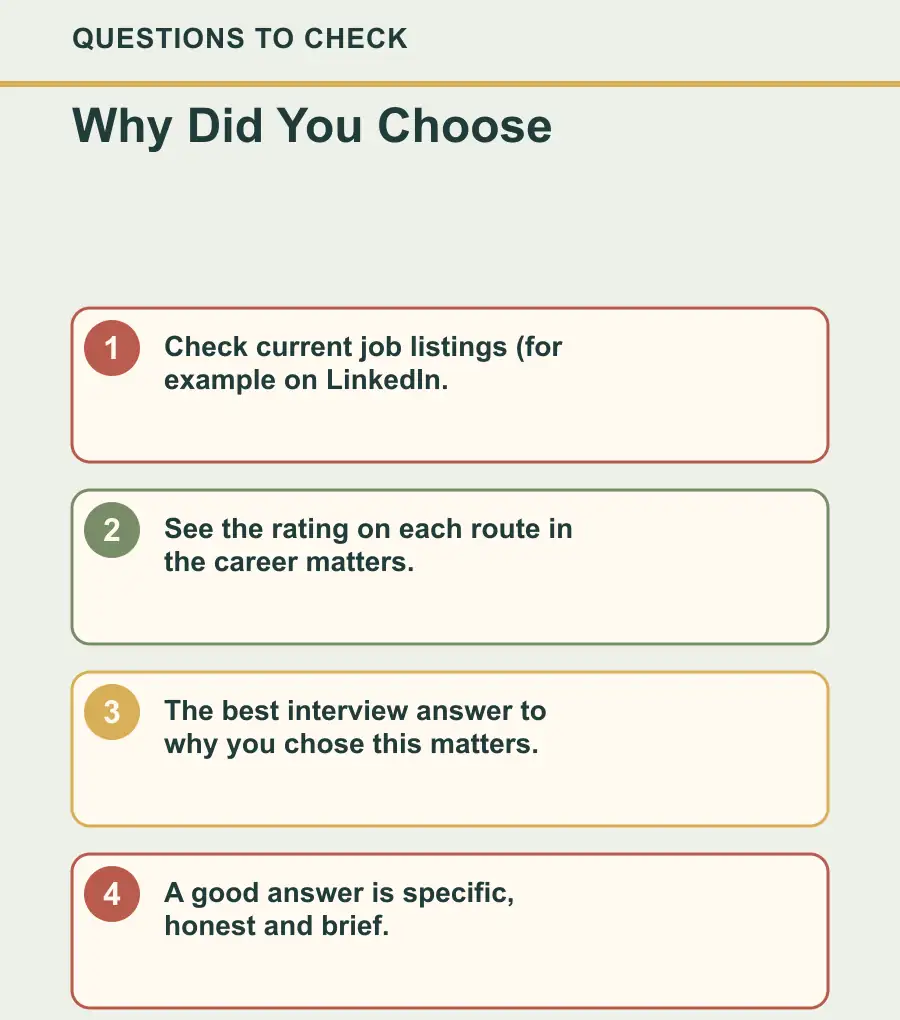 QUESTIONS TO CHECK
Why Did You Choose
1
Check current job listings (for
example on LinkedIn.
2
See the rating on each route in
the career matters.
3
The best interview answer to
why you chose this matters.
4
A good answer is specific,
honest and brief.